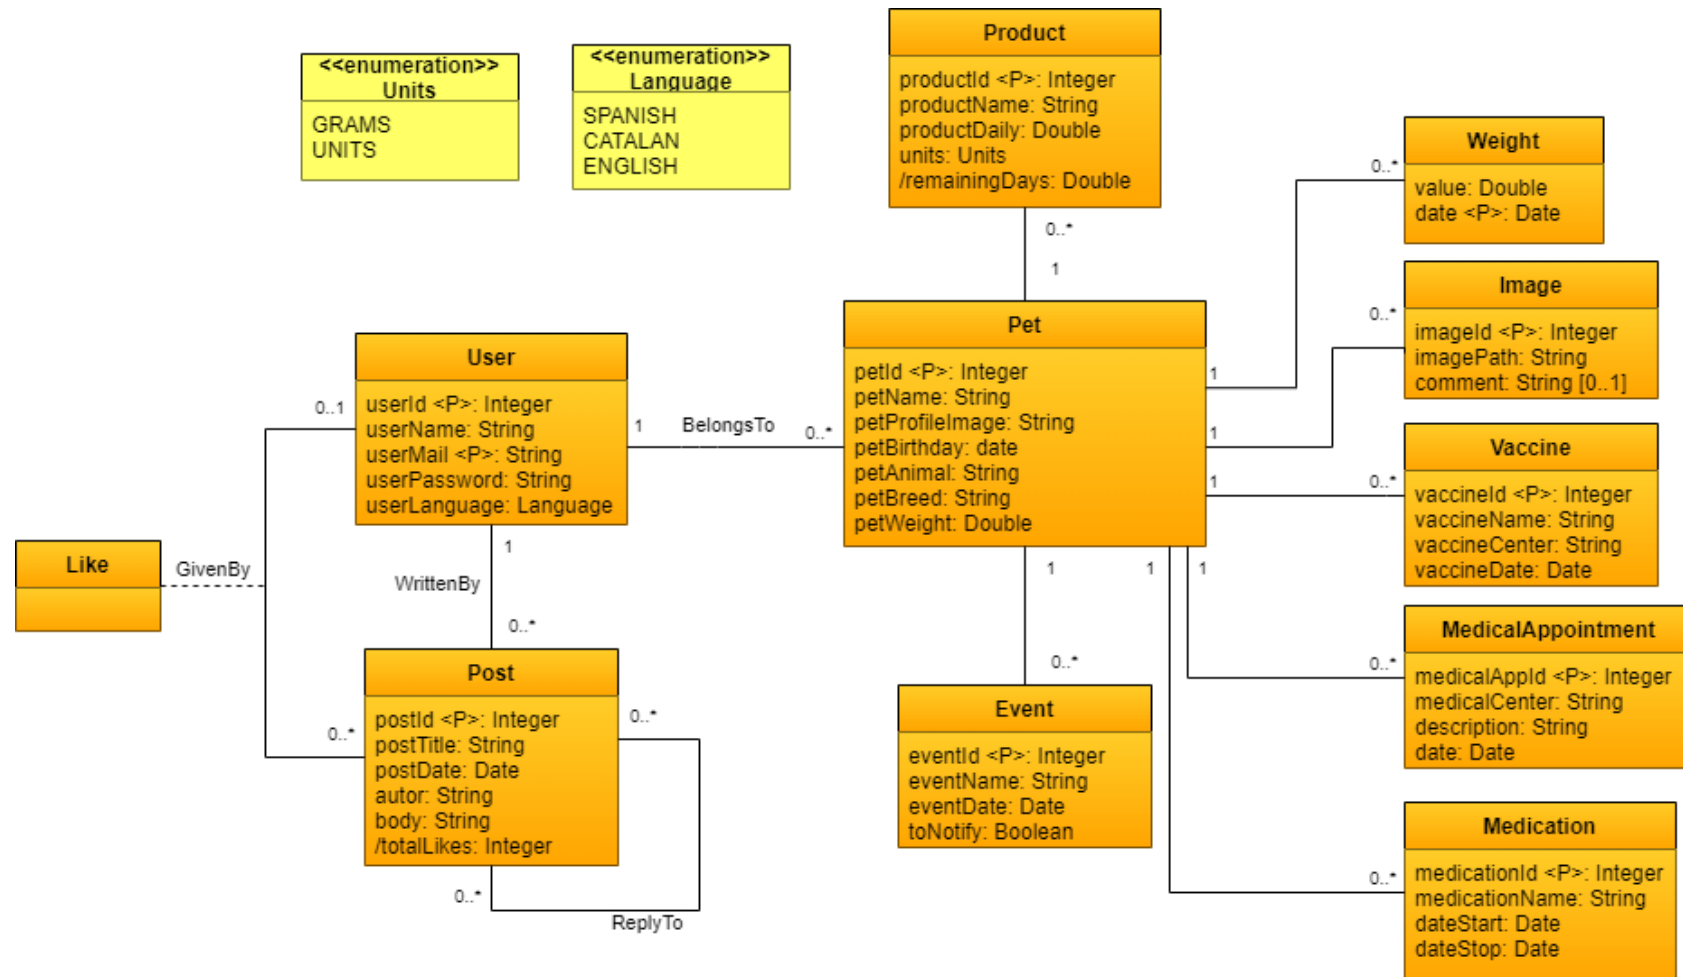 <<enumeration>>
Units
GRAMS
UNITS
<<enumeration>>
Language
SPANISH
CATALAN
ENGLISH
Product
productId <P>: Integer
productName: String
productDaily: Double
units: Units
/remainingDays: Double
0..*
1
Weight
value: Double
date <P>: Date
0..*
1
Image
imageId <P>: Integer
imagePath: String
comment: String [0..1]
0..*
1
Pet
petId <P>: Integer
petName: String
petProfileImage: String
petBirthday: date
petAnimal: String
petBreed: String
petWeight: Double
User
userId <P>: Integer
userName: String
userMail <P>: String
userPassword: String
userLanguage: Language
0..1
1
BelongsTo
0..*
Vaccine
vaccineId <P>: Integer
vaccineName: String
vaccineCenter: String
vaccineDate: Date
1
0..*
Like
GivenBy
1
WrittenBy
0..*
1
1
1
MedicalAppointment
medicalAppId <P>: Integer
medicalCenter: String
description: String
date: Date
0..*
Post
postId <P>: Integer
postTitle: String
postDate: Date
autor: String
body: String
/totalLikes: Integer
0..*
0..*
0..*
ReplyTo
0..*
Event
eventId <P>: Integer
eventName: String
eventDate: Date
toNotify: Boolean
Medication
medicationId <P>: Integer
medicationName: String
dateStart: Date
dateStop: Date
0..*